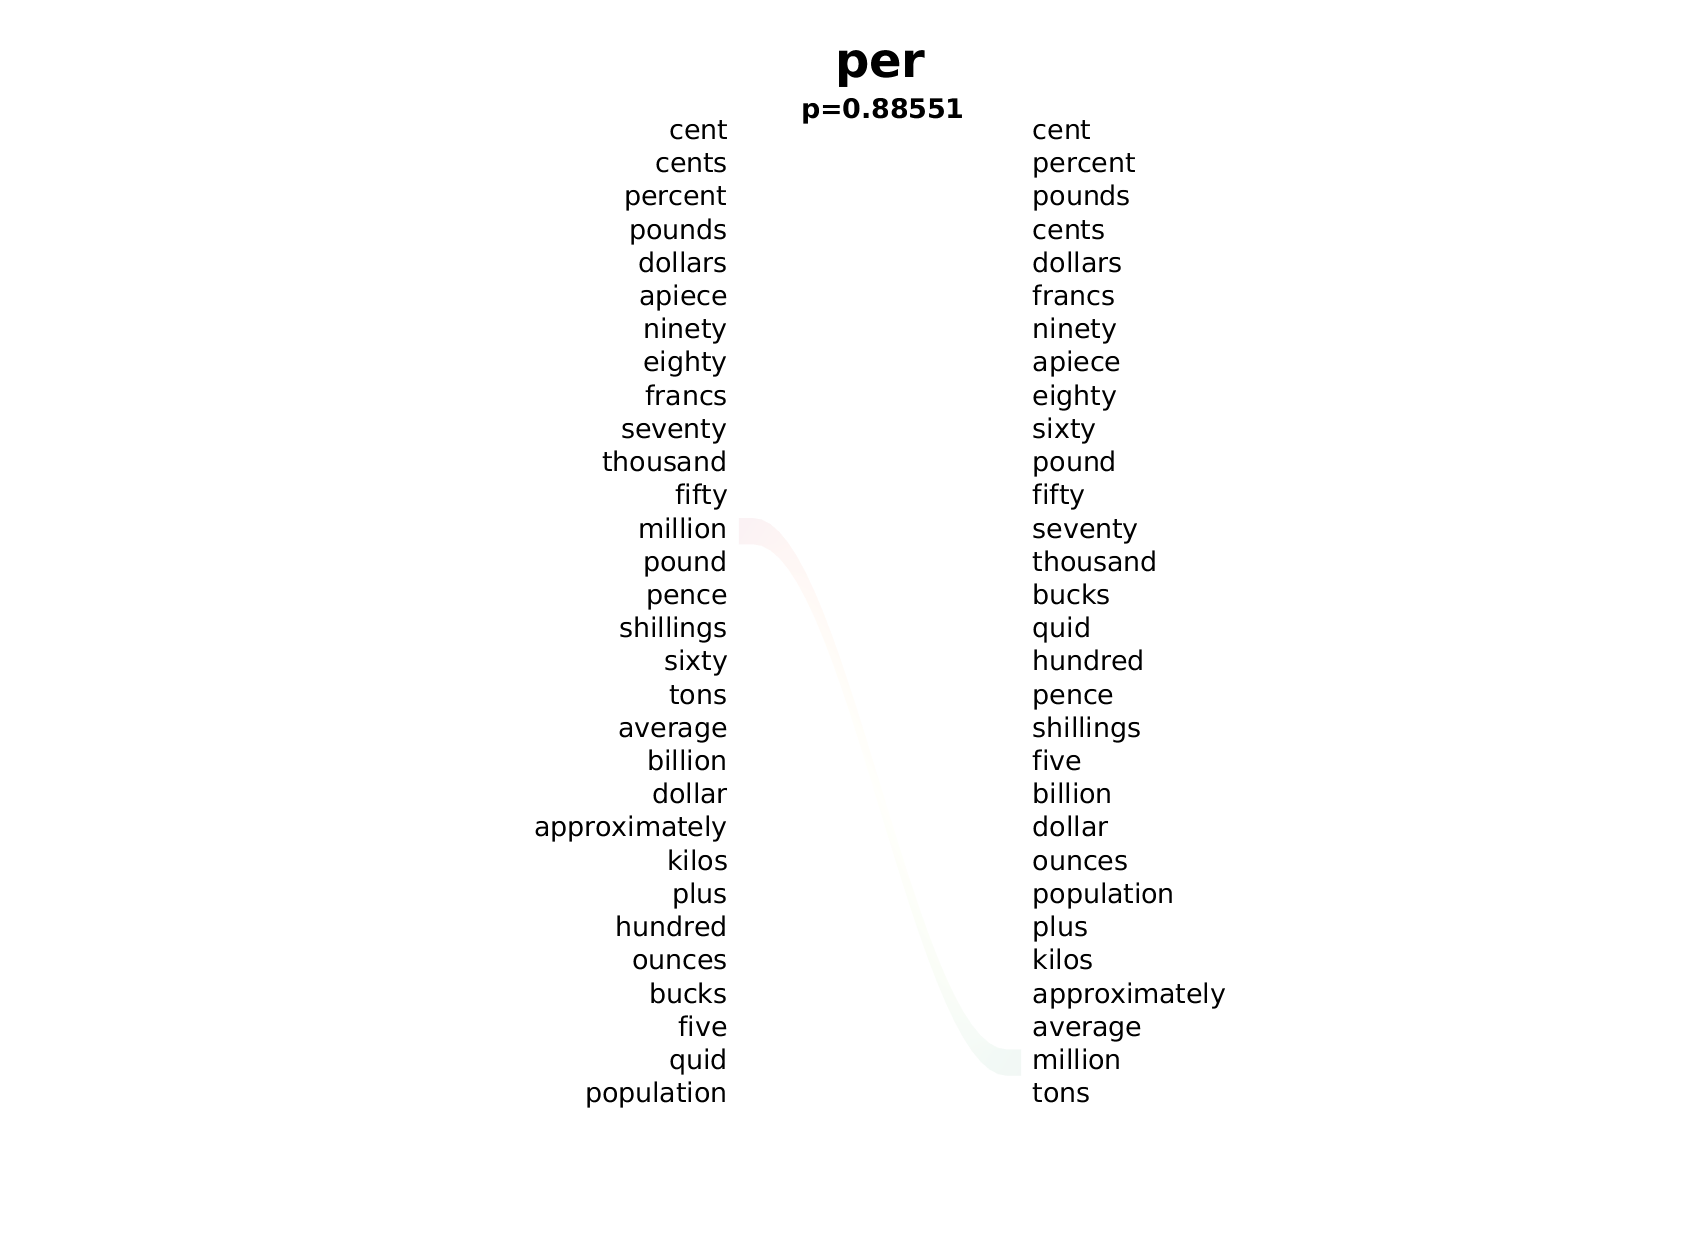 per
p=0.88551
cent cent
cents percent
percent pounds
pounds cents
dollars dollars
apiece francs
ninety ninety
eighty apiece
francs eighty
seventy sixty
thousand pound
fifty fifty
million seventy
pound thousand
pence bucks
shillings quid
sixty hundred
tons pence
average shillings
billion five
dollar billion
approximately dollar
kilos ounces
plus population
hundred plus
ounces kilos
bucks approximately
five average
quid million
population tons